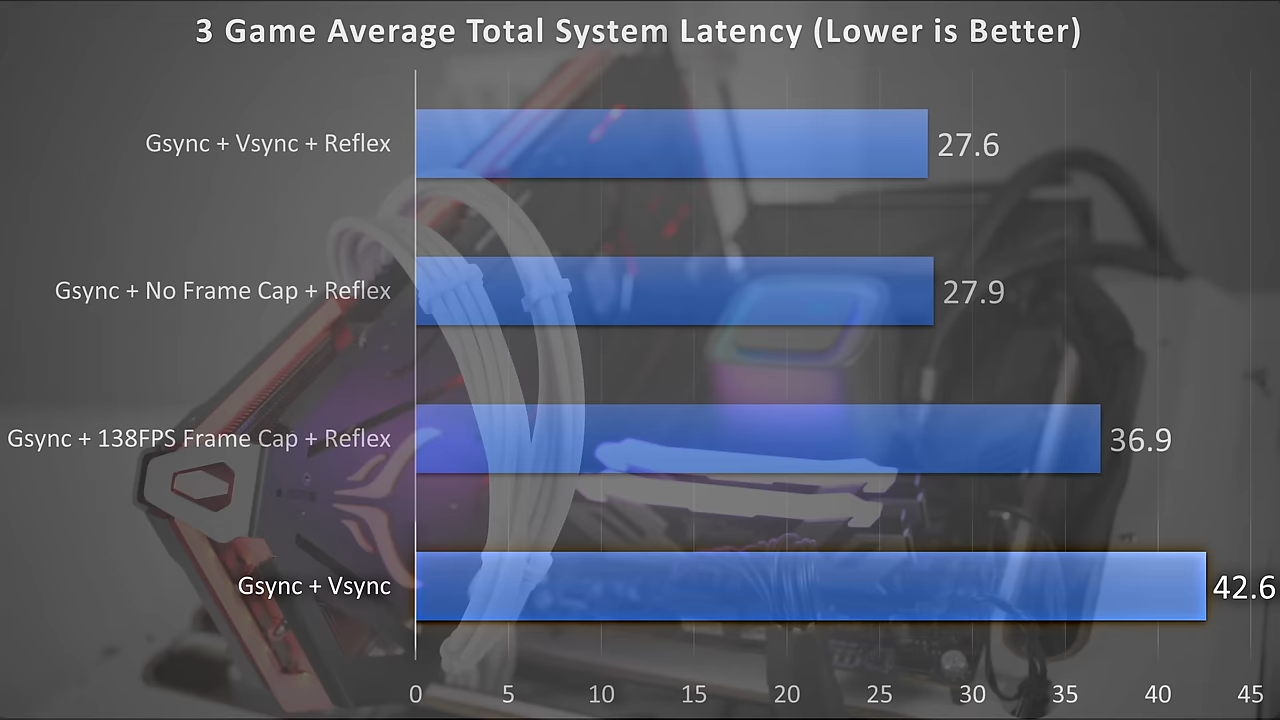 3 Game Average Total System Latency (Lower is Better)
Gsync + Vsync + Reflex
27.6
Gsync + No Frame Cap + Reflex
27.9
Gsync + 138FPS Frame Cap + Reflex
36.9
Gsync + Vsync
42.6
0 5 10 15 20 25 30 35 40 45